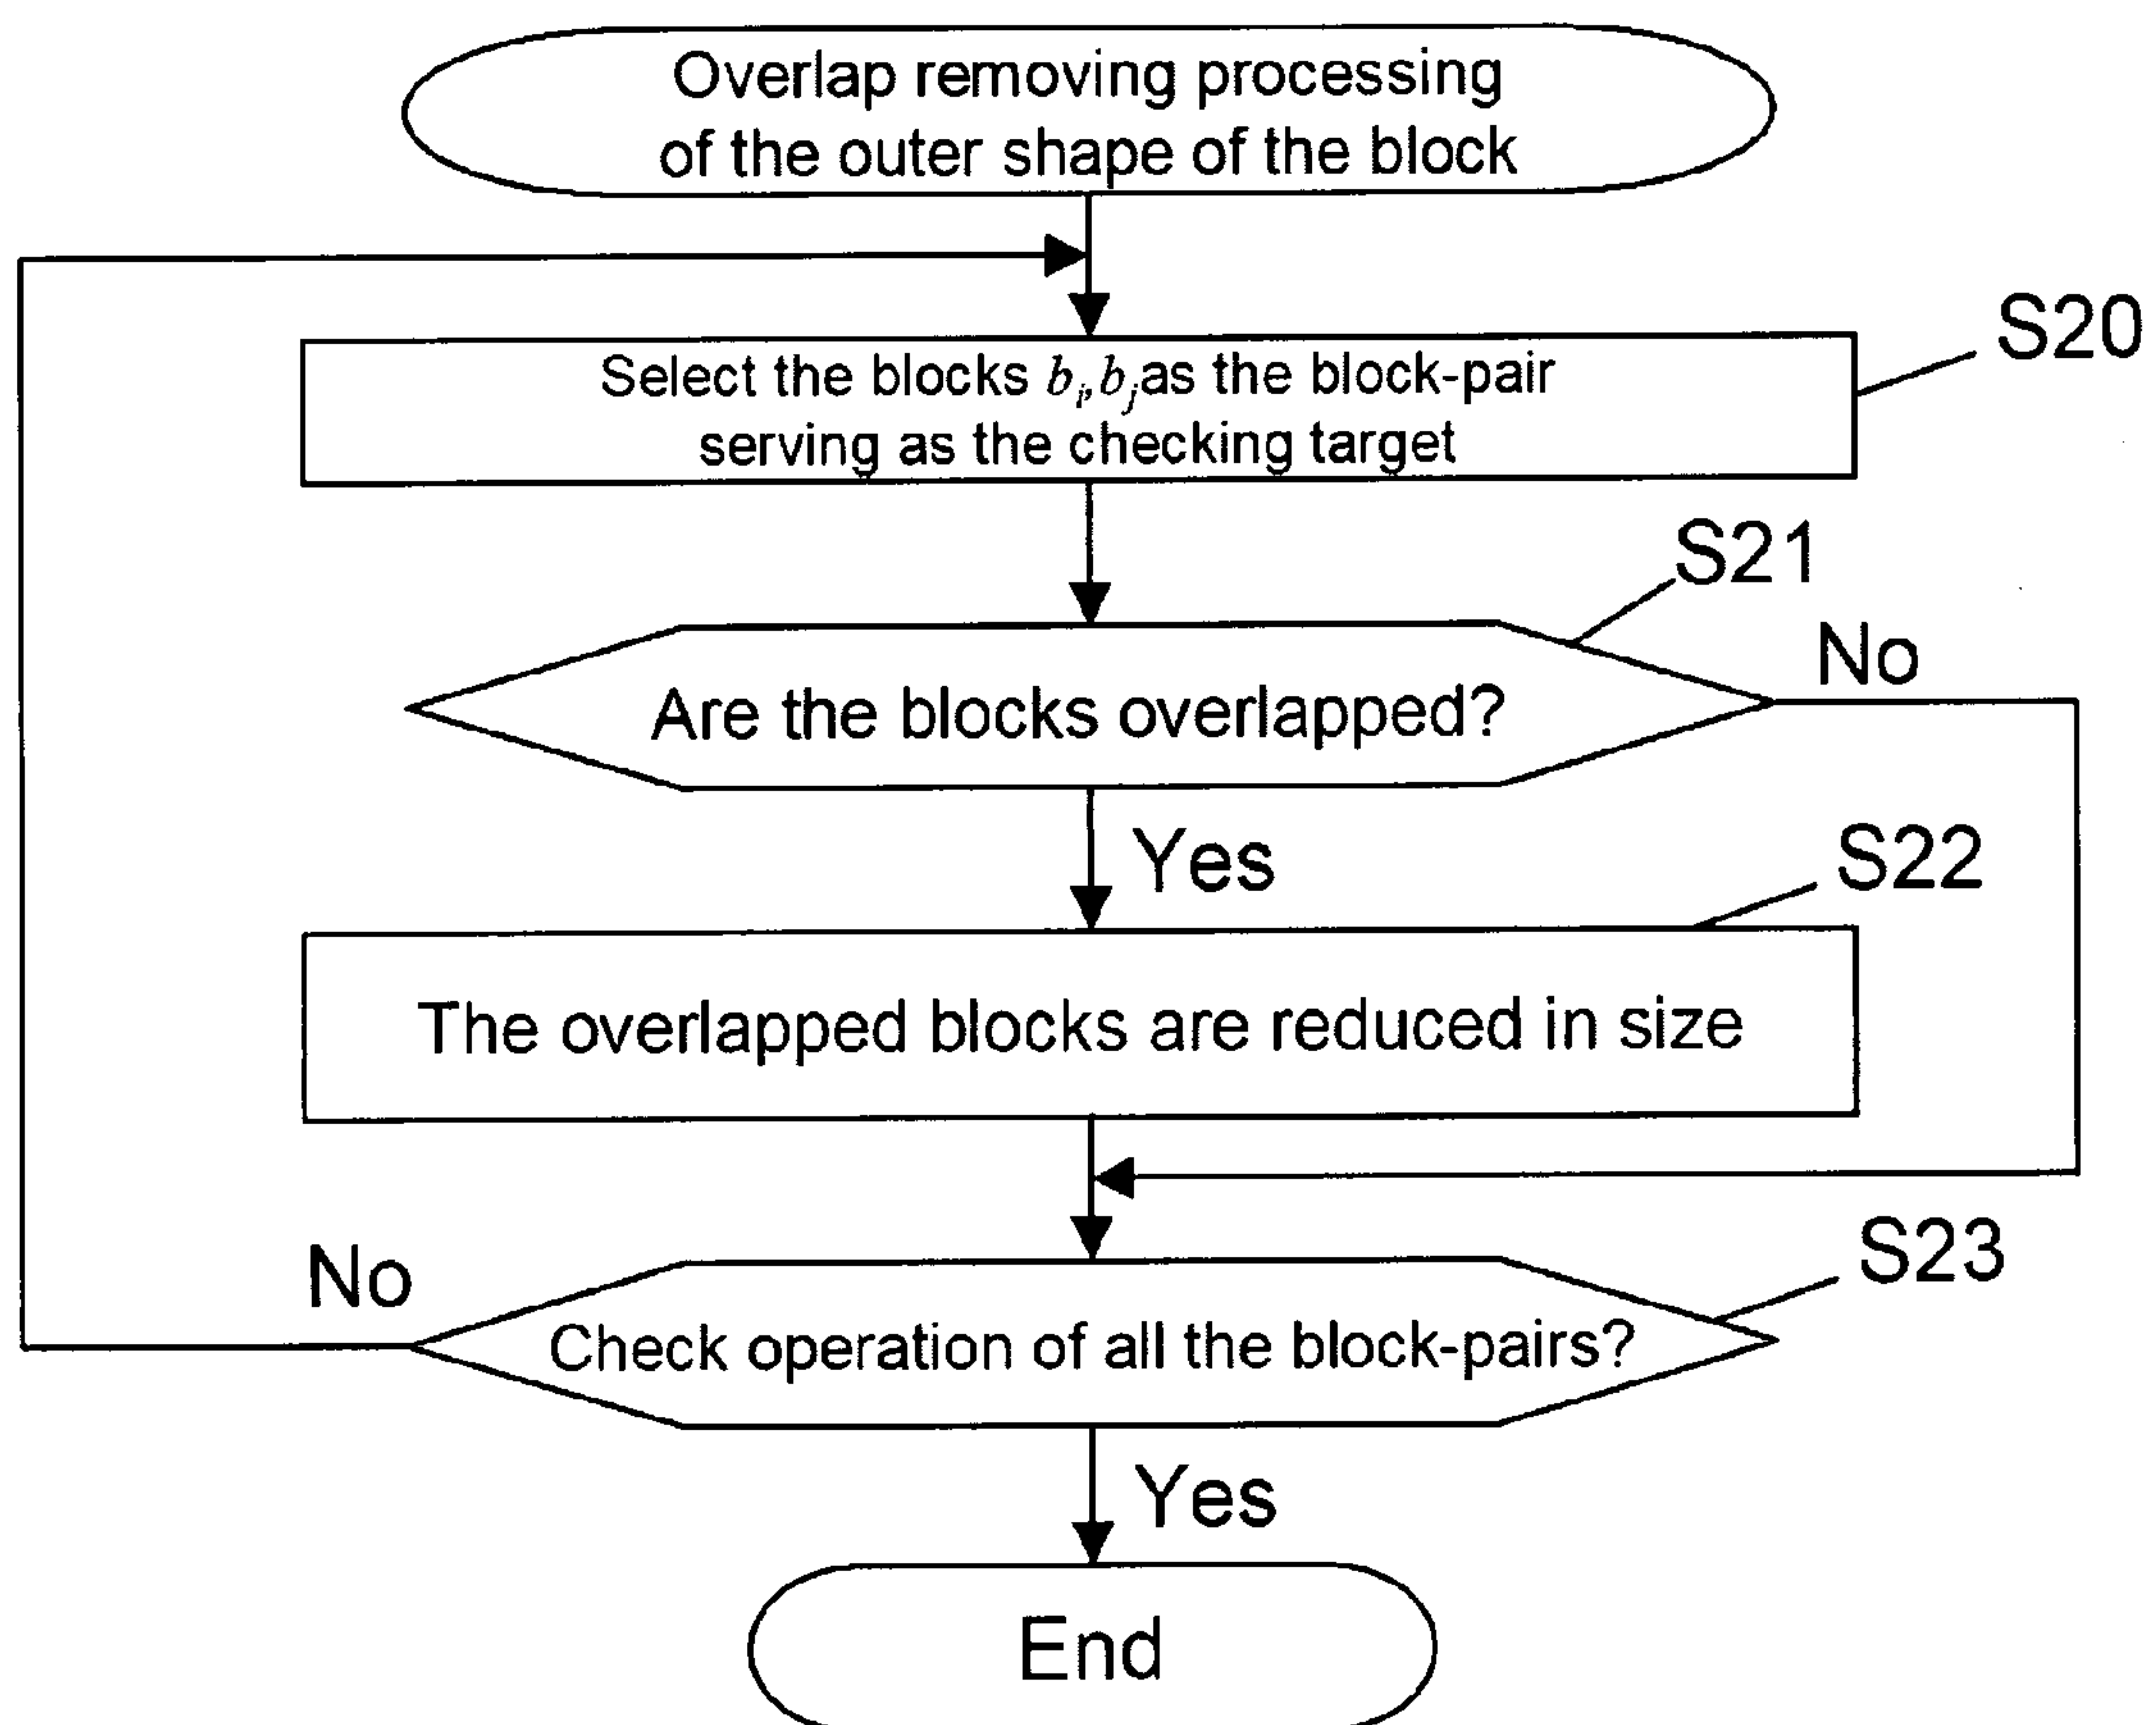 Overlap removing processing
of the outer shape of the block
S20
Select the blocks bi,bj as the block-pair
serving as the checking target
S21
Are the blocks overlapped?
No
Yes
S22
The overlapped blocks are reduced in size
S23
No
Check operation of all the block-pairs?
Yes
End